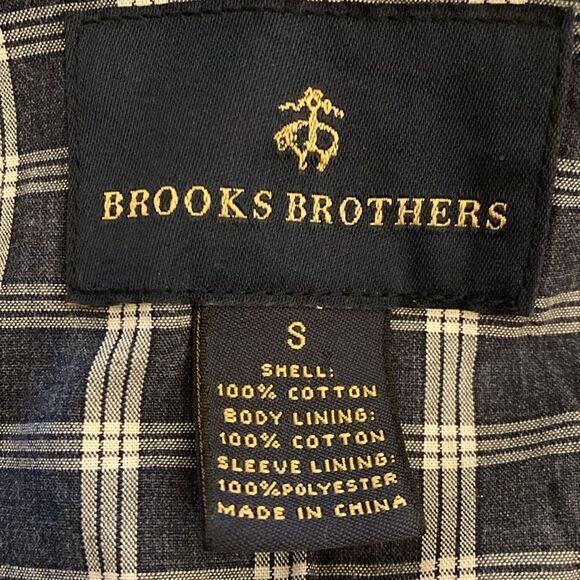 BROOKS BROTHERS
S
SHELL:
100% COTTON
BODY LINING:
100% COTTON
SLEEVE LINING:
100%POLYESTER
MADE IN CHINA